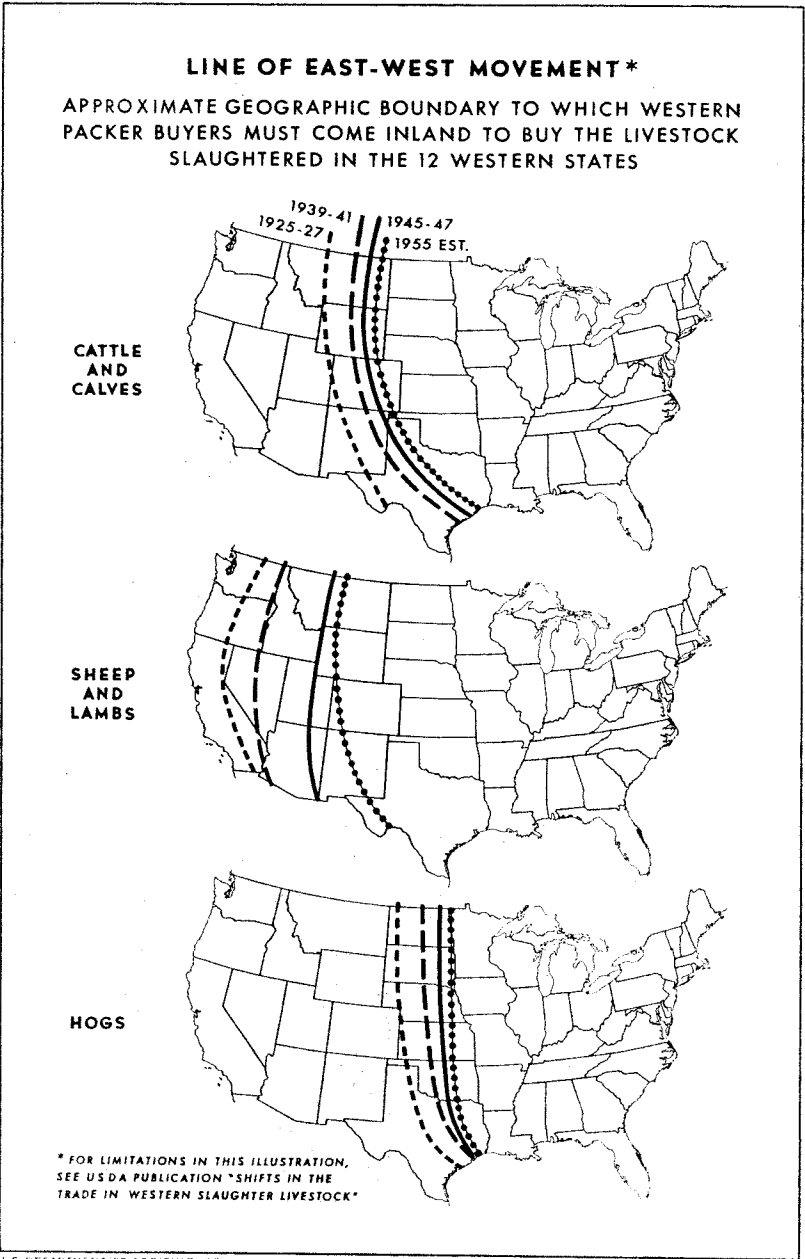 LINE OF EAST-WEST MOVEMENT*
APPROXIMATE GEOGRAPHIC BOUNDARY TO WHICH WESTERN
PACKER BUYERS MUST COME INLAND TO BUY THE LIVESTOCK
SLAUGHTERED IN THE 12 WESTERN STATES
1939-41
1925-27
1945-47
1955 EST.
CATTLE
AND
CALVES
SHEEP
AND
LAMBS
HOGS
* FOR LIMITATIONS IN THIS ILLUSTRATION,
SEE USDA PUBLICATION "SHIFTS IN THE
TRADE IN WESTERN SLAUGHTER LIVESTOCK"